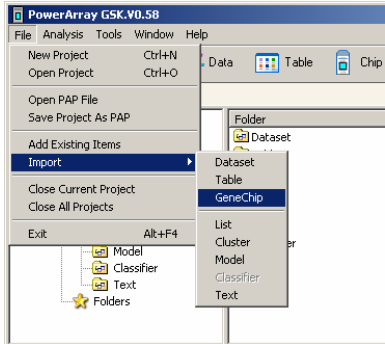 PowerArray GSK.V0.58
File Analysis Tools Window Help
New Project Ctrl+N
Open Project Ctrl+O
Open PAP File
Save Project As PAP
Add Existing Items
Import
Close Current Project
Close All Projects
Exit Alt+F4
Data Table Chip
Folder
Dataset
Dataset
Table
GeneChip
List
Cluster
Model
Classifier
Text
Model
Classifier
Text
Folders